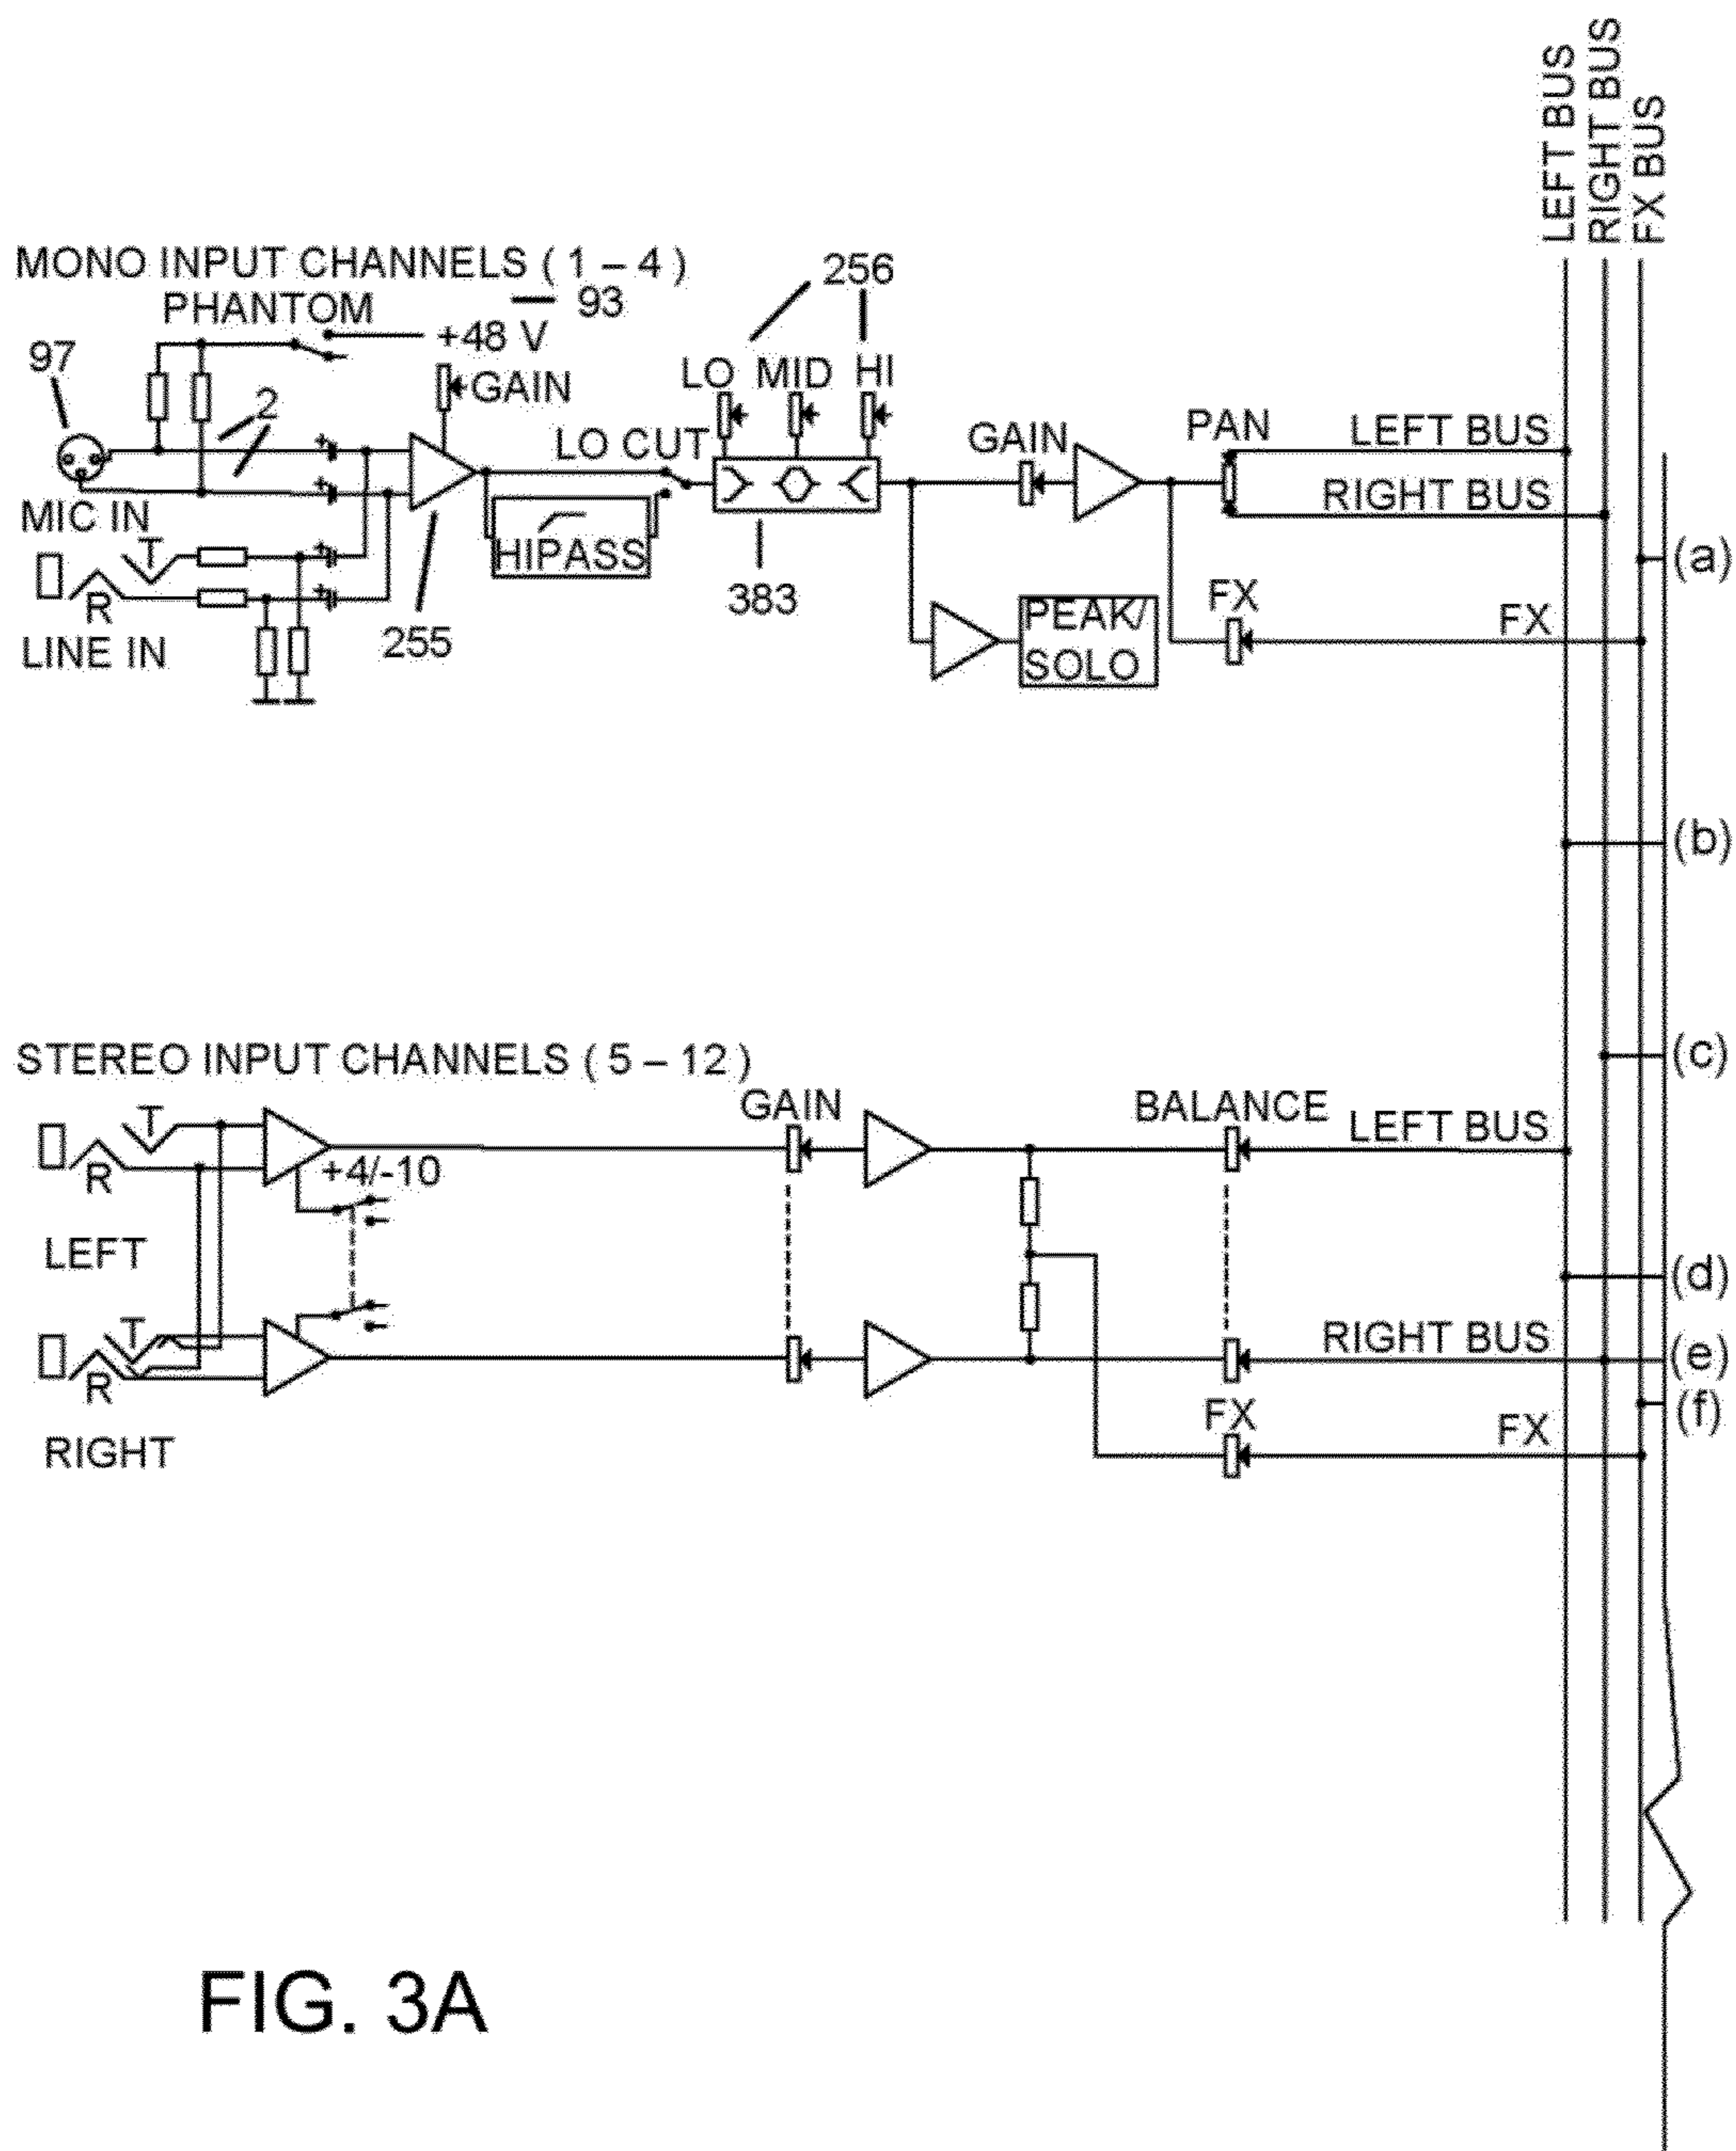 LEFT BUS
RIGHT BUS
FX BUS
MONO INPUT CHANNELS ( 1 – 4 )
256
PHANTOM
93
+48 V
97
GAIN
LO MID HI
2
LO CUT
GAIN
PAN
LEFT BUS
RIGHT BUS
MIC IN
T
HIPASS
(a)
R
383
FX
FX
PEAK/
SOLO
LINE IN
255
(b)
STEREO INPUT CHANNELS ( 5 – 12 )
(c)
GAIN
BALANCE
LEFT BUS
T
R
+4/-10
LEFT
(d)
T
RIGHT BUS
(e)
R
FX
(f)
RIGHT
FX
FIG. 3A